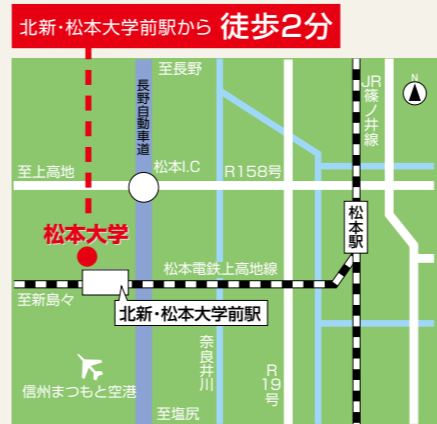 北新・松本大学前駅から 徒歩2分
至長野
長野自動車道
JR篠ノ井線
N
松本I.C
R158号
至上高地
松本駅
松本大学
松本電鉄上高地線
至新島々
北新・松本大学前駅
奈良井川
R19号
信州まつもと空港
至塩尻